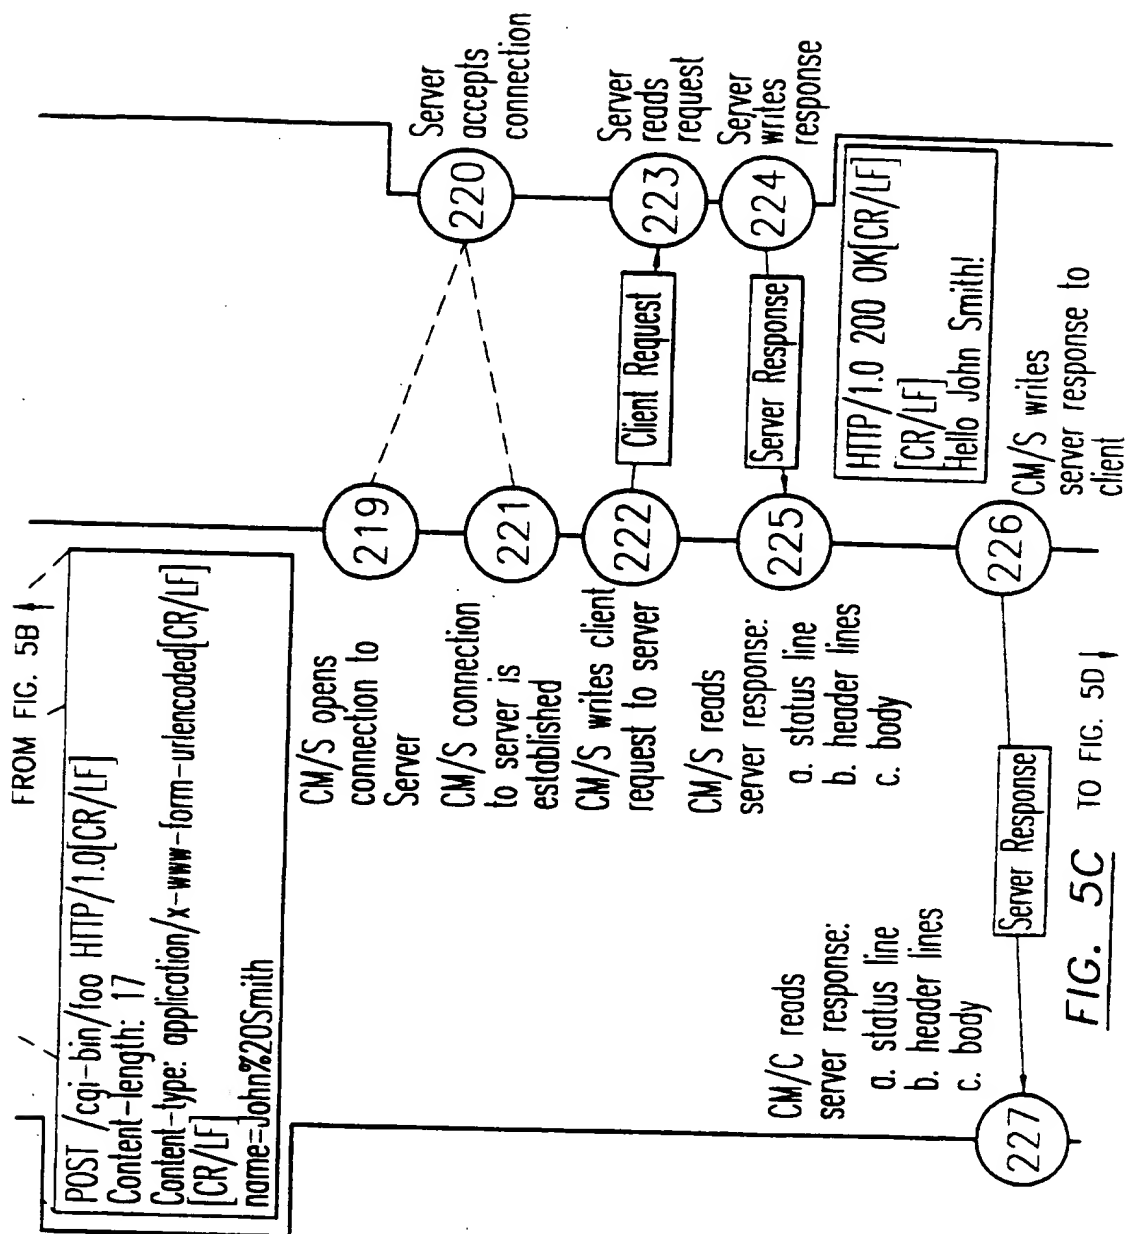 FROM FIG. 5B
POST /cgi-bin/foo HTTP/1.0[CR/LF]
Content-length: 17
Content-type: application/x-www-form-urlencoded[CR/LF]
[CR/LF]
name=John%20Smith
219
CM/S opens
connection to
Server
220
Server
accepts
connection
221
CM/S connection
to server is
established
222
CM/S writes client
request to server
Client Request
223
Server
reads
request
224
Server
writes
response
Server Response
225
CM/S reads
server response:
a. status line
b. header lines
c. body
HTTP/1.0 200 OK[CR/LF]
[CR/LF]
Hello John Smith!
226
CM/S writes
server response to
client
Server Response
227
CM/C reads
server response:
a. status line
b. header lines
c. body
FIG. 5C
TO FIG. 5D